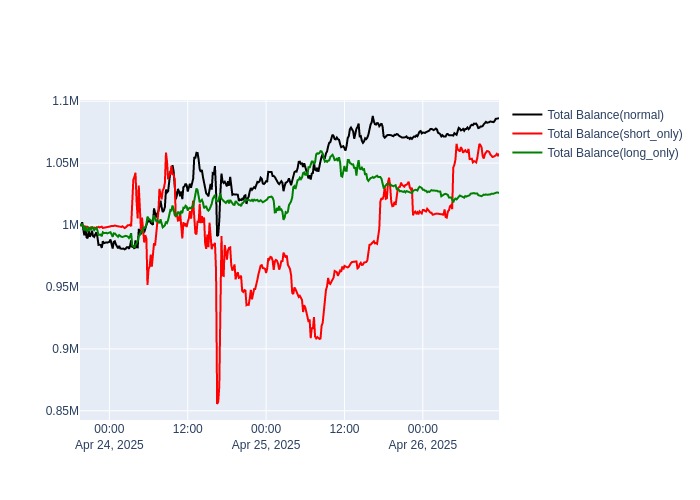 1.1M
1.05M
1M
0.95M
0.9M
0.85M
00:00
Apr 24, 2025
12:00
00:00
Apr 25, 2025
12:00
00:00
Apr 26, 2025
Total Balance(normal)
Total Balance(short_only)
Total Balance(long_only)